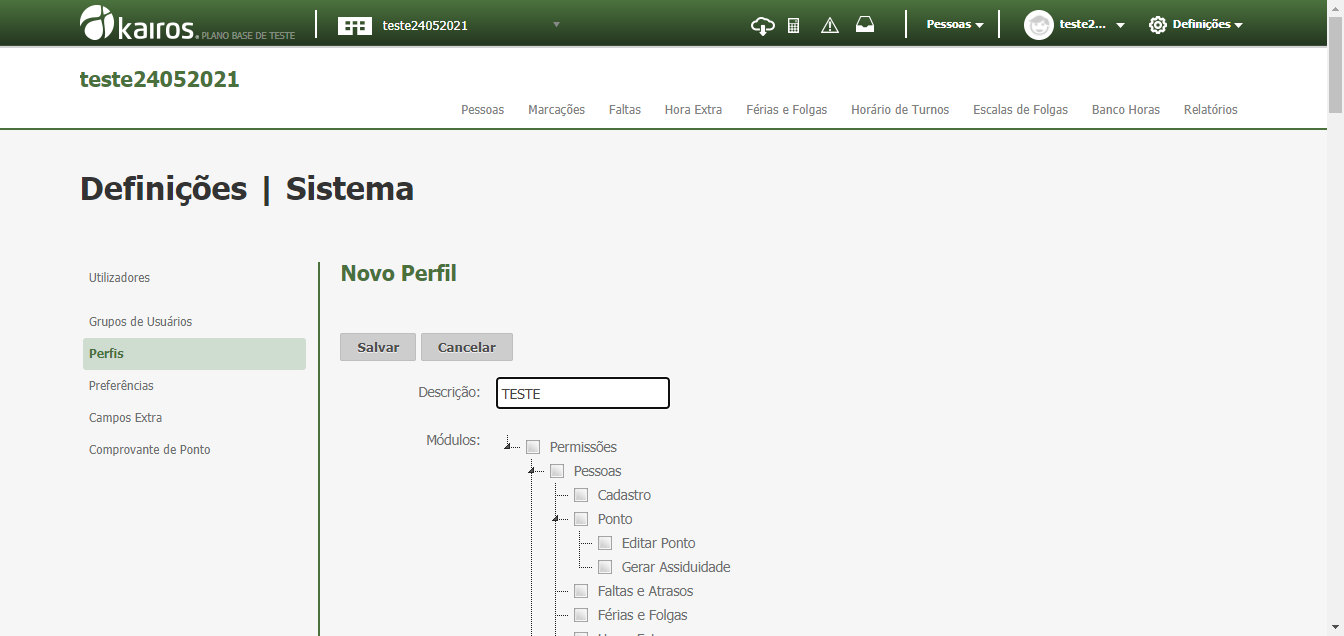 kairos. PLANO BASE DE TESTE
teste24052021
Pessoas
teste2...
Definições
teste24052021
Pessoas Marcações Faltas Hora Extra Férias e Folgas Horário de Turnos Escalas de Folgas Banco Horas Relatórios
Definições | Sistema
Utilizadores
Grupos de Usuários
Perfis
Preferências
Campos Extra
Comprovante de Ponto
Novo Perfil
Salvar Cancelar
Descrição: TESTE
Módulos:
Permissões
Pessoas
Cadastro
Ponto
Editar Ponto
Gerar Assiduidade
Faltas e Atrasos
Férias e Folgas